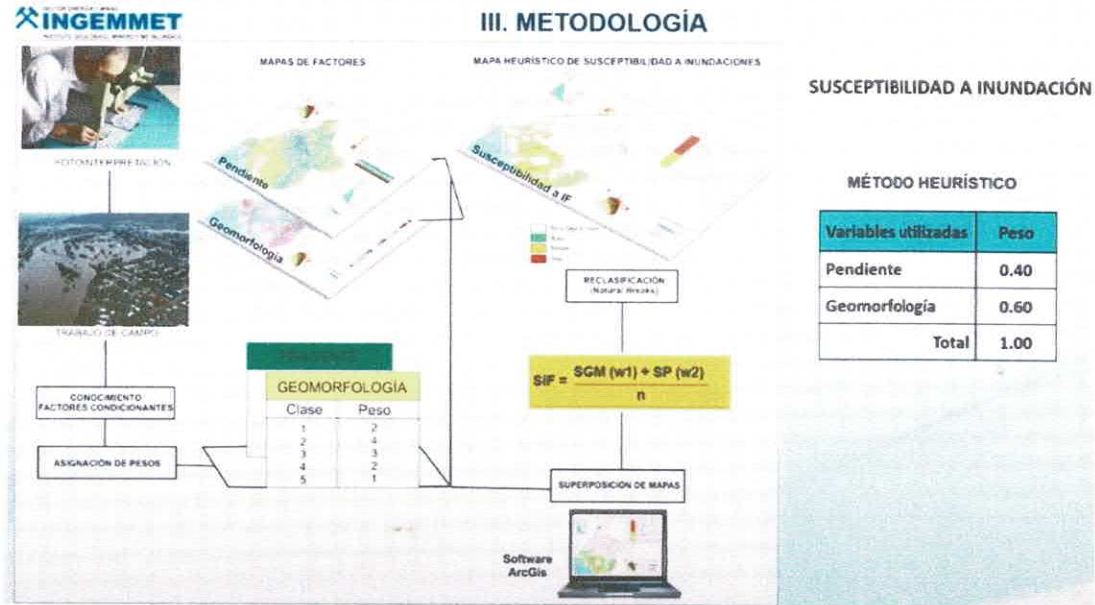 INGEMMET
III. METODOLOGÍA
FOTOINTERPRETACIÓN
TRABAJO DE CAMPO
CONOCIMIENTO
FACTORES CONDICIONANTES
ASIGNACIÓN DE PESOS
MAPAS DE FACTORES
Pendiente
Geomorfología
GEOMORFOLOGÍA
Clase Peso
1 2
2 4
3 3
4 2
5 1
MAPA HEURÍSTICO DE SUSCEPTIBILIDAD A INUNDACIONES
Susceptibilidad a IF
RECLASIFICACIÓN
(Natural Breaks)
SIF = SGM (w1) + SP (w2)
n
SUPERPOSICIÓN DE MAPAS
Software
ArcGis
SUSCEPTIBILIDAD A INUNDACIÓN
MÉTODO HEURÍSTICO
Variables utilizadas Peso
Pendiente 0.40
Geomorfología 0.60
Total 1.00